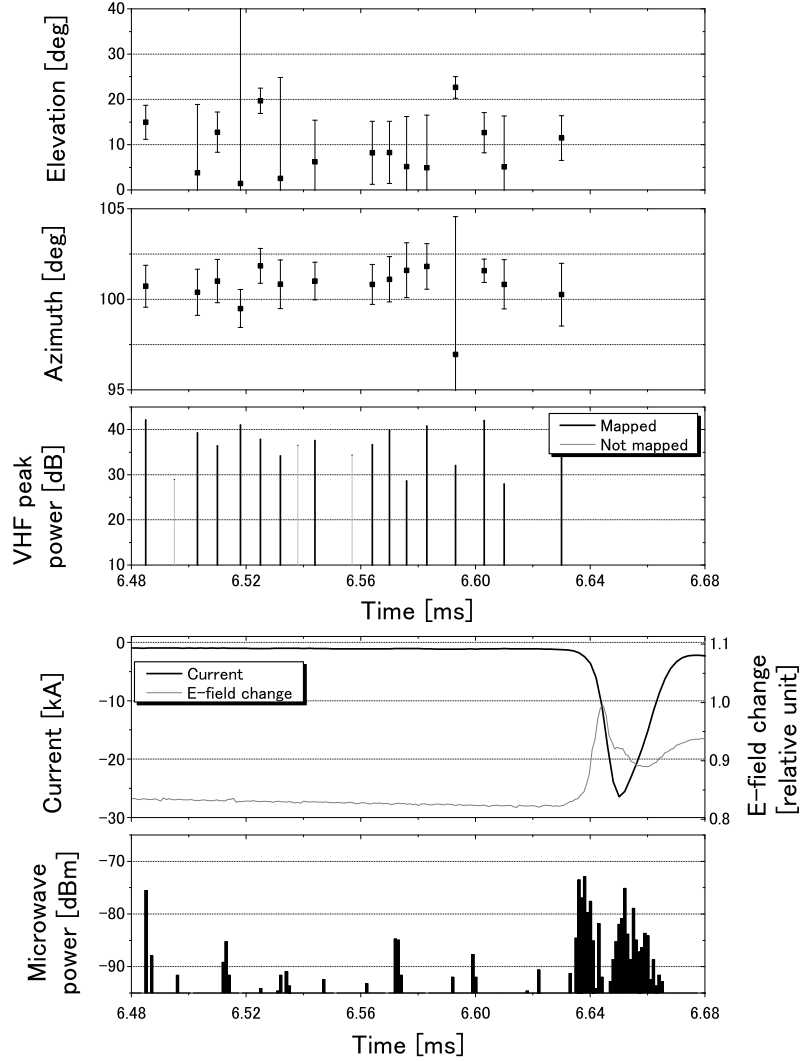 Elevation [deg]
40
30
20
10
0
Azimuth [deg]
105
100
95
VHF peak
power [dB]
40
30
20
10
Mapped
Not mapped
6.48 6.52 6.56 6.60 6.64 6.68
Time [ms]
Current [kA]
0
-10
-20
-30
Current
E-field change
1.1
1.0
0.9
0.8
E-field change
[relative unit]
Microwave
power [dBm]
-70
-80
-90
6.48 6.52 6.56 6.60 6.64 6.68
Time [ms]